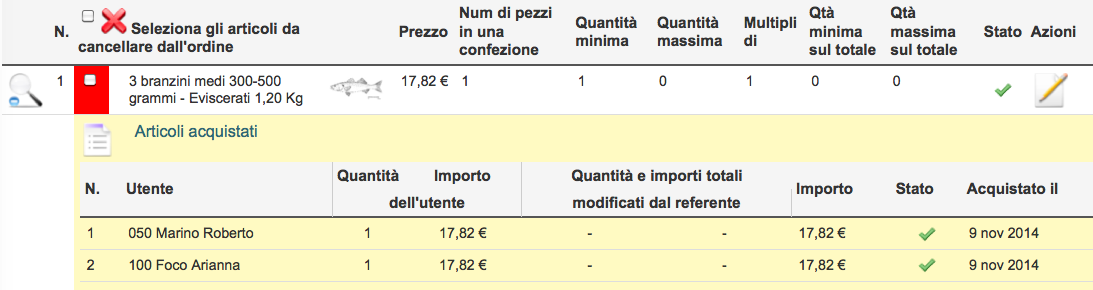 N. Seleziona gli articoli da cancellare dall'ordine Prezzo Num di pezzi in una confezione Quantità minima Quantità massima Multipli di Qtà minima sul totale Qtà massima sul totale Stato Azioni
1 3 branzini medi 300-500 grammi - Eviscerati 1,20 Kg 17,82 € 1 1 0 1 0 0
Articoli acquistati
N. Utente Quantità Importo dell'utente Quantità e importi totali modificati dal referente Importo Stato Acquistato il
1 050 Marino Roberto 1 17,82 € - - 17,82 € 9 nov 2014
2 100 Foco Arianna 1 17,82 € - - 17,82 € 9 nov 2014